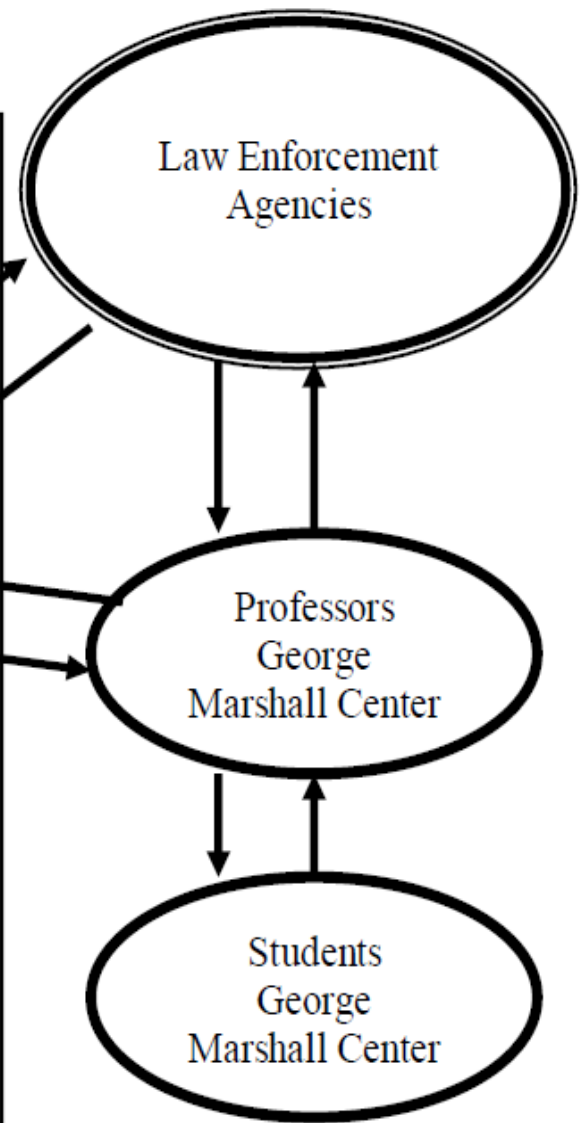 Law Enforcement
Agencies
Professors
George
Marshall Center
Students
George
Marshall Center